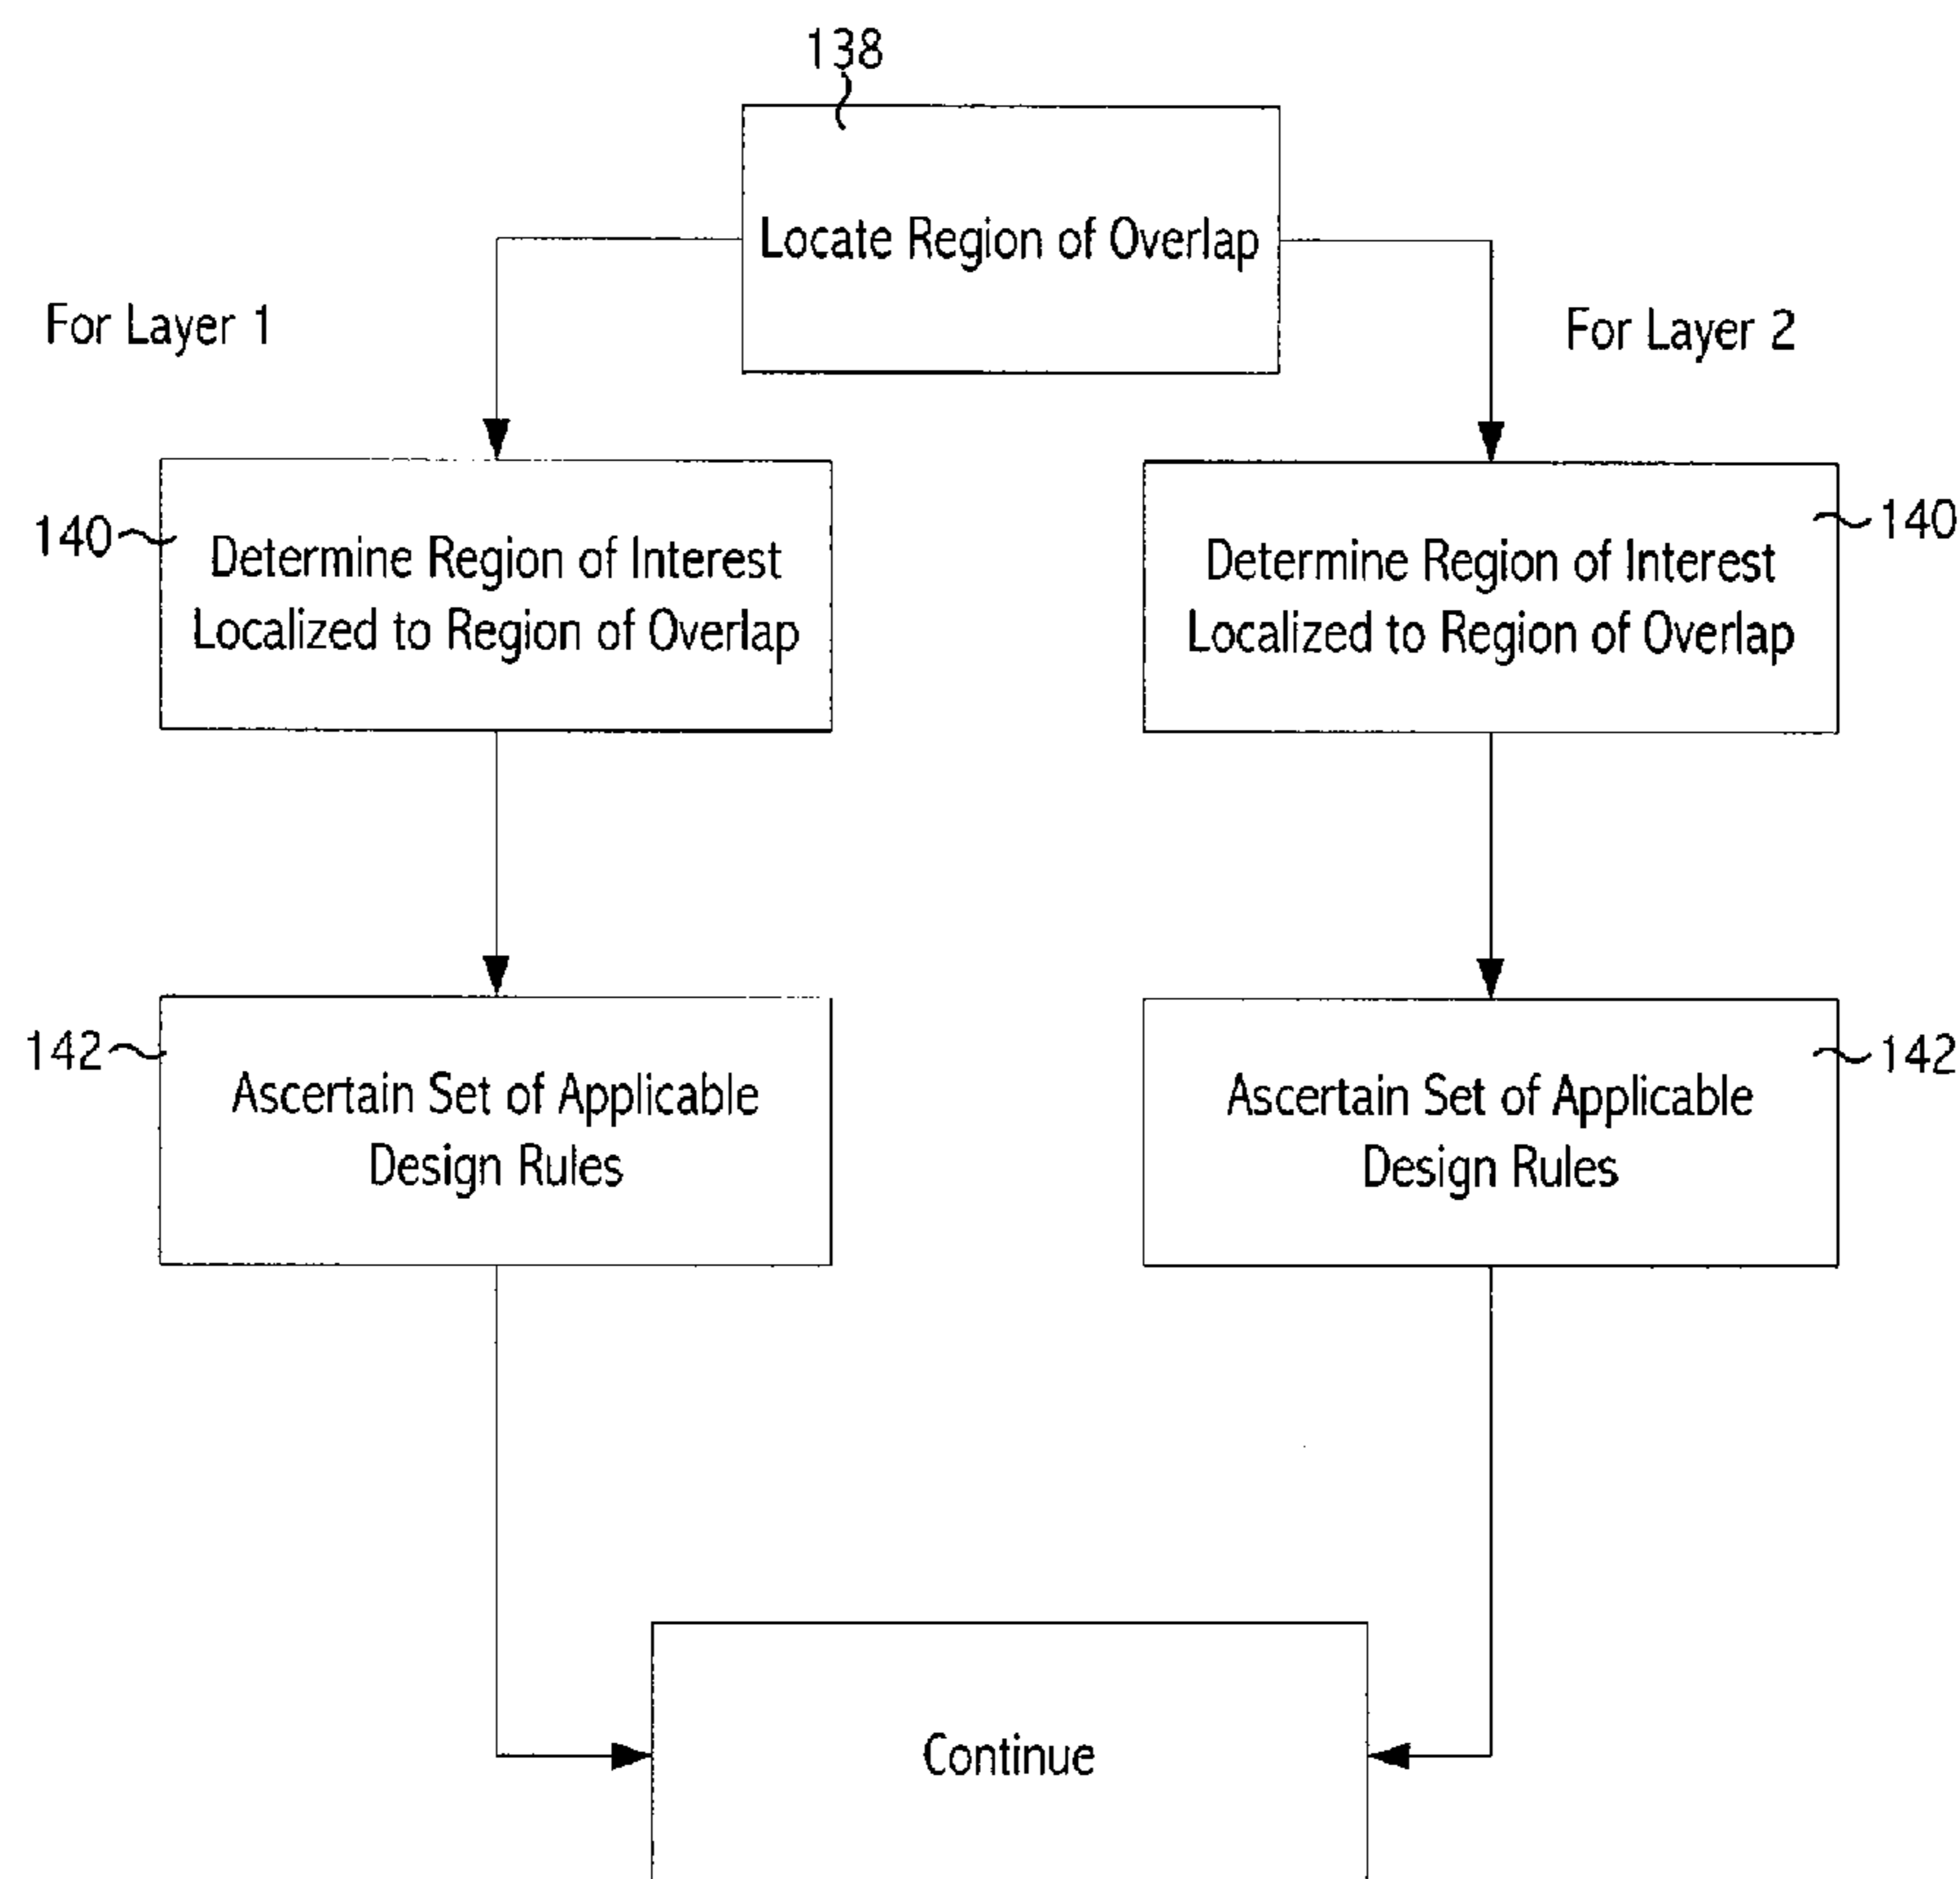 138
Locate Region of Overlap
For Layer 1
For Layer 2
140
Determine Region of Interest
Localized to Region of Overlap
140
Determine Region of Interest
Localized to Region of Overlap
142
Ascertain Set of Applicable
Design Rules
142
Ascertain Set of Applicable
Design Rules
Continue